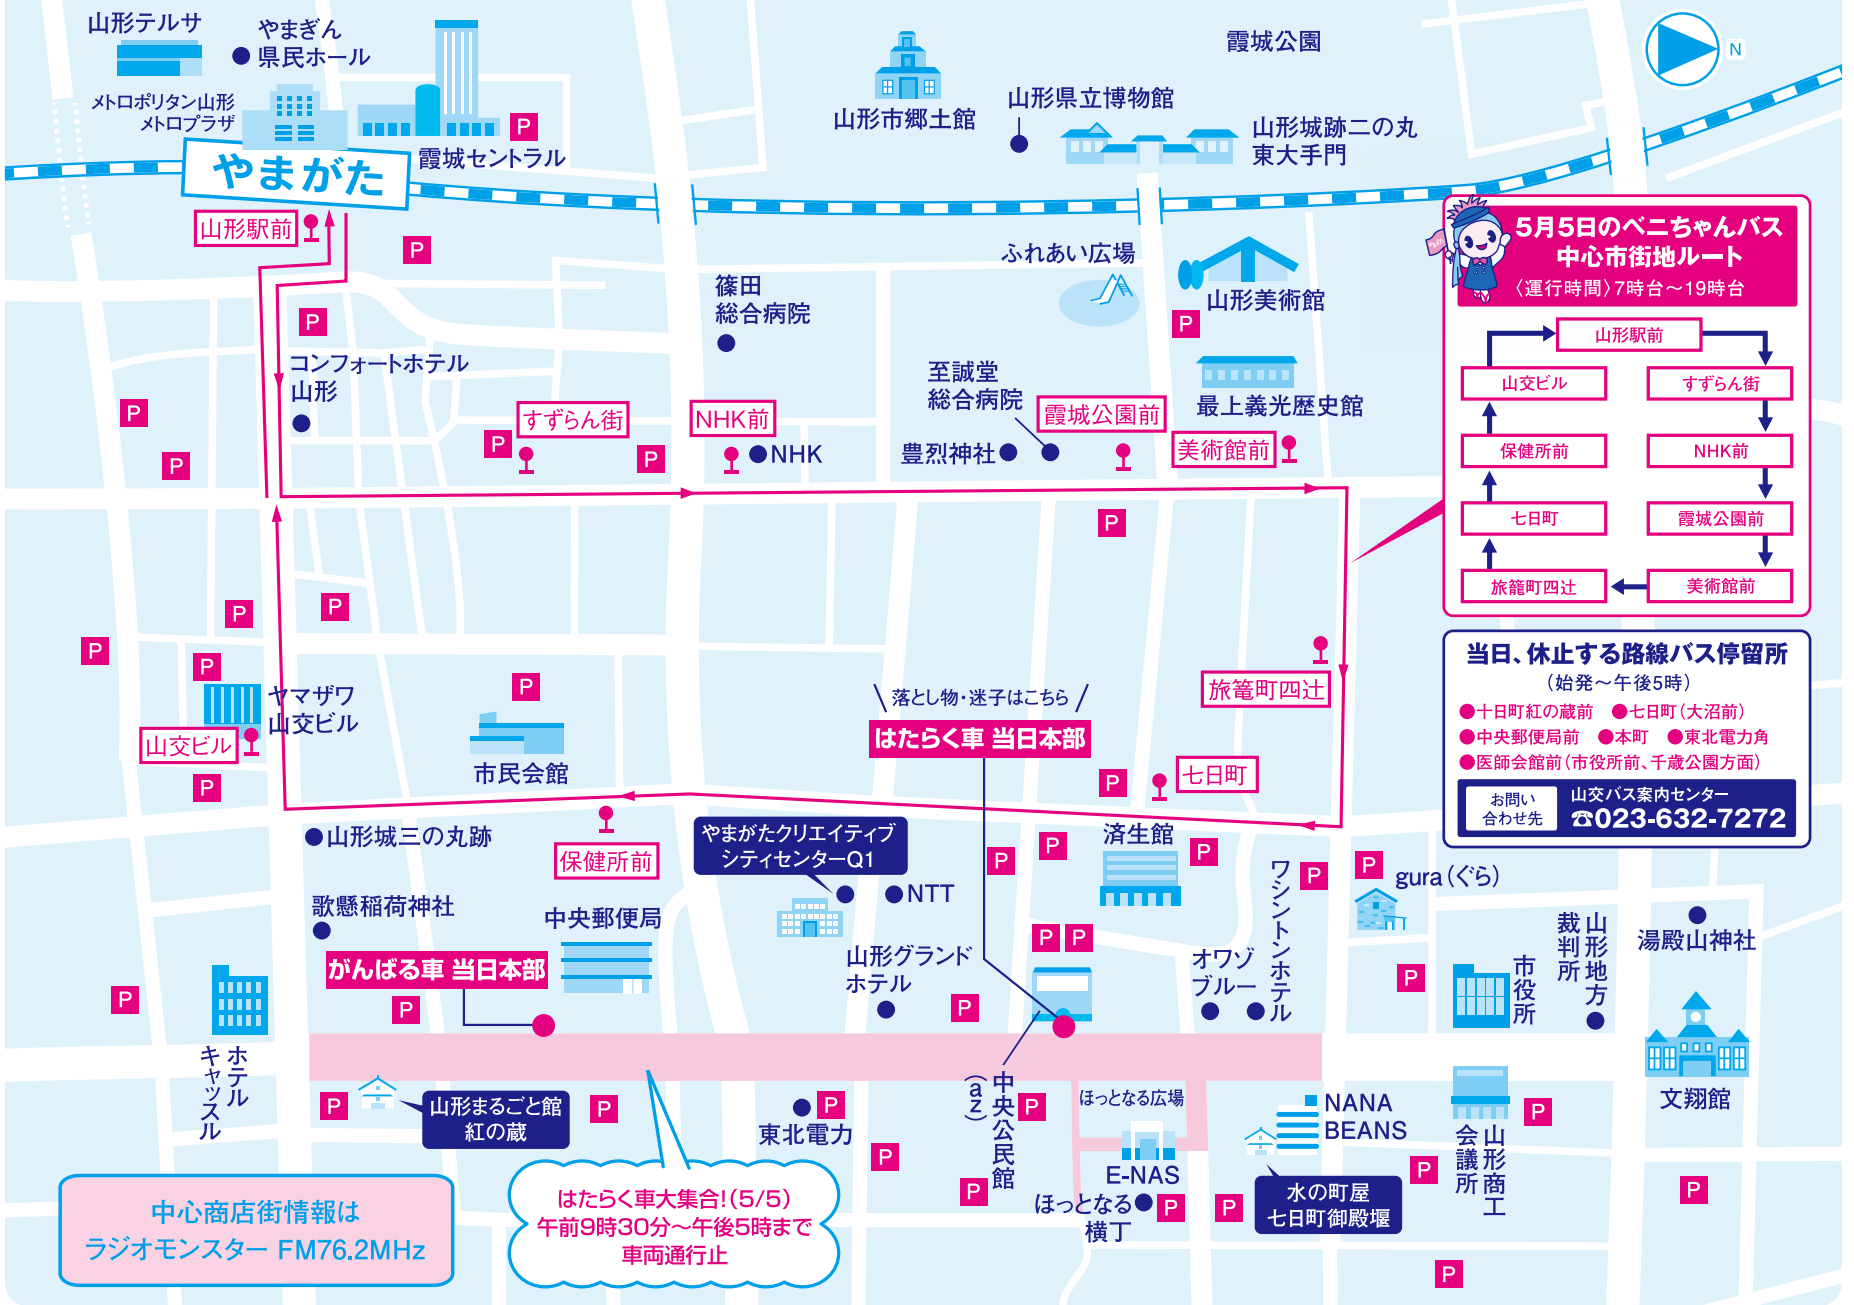 山形テルサ
やまぎん
県民ホール
メトロポリタン山形
メトロプラザ
P
霞城セントラル
やまがた
山形駅前
P
山形市郷土館
山形県立博物館
霞城公園
山形城跡二の丸
東大手門
N
ふれあい広場
山形美術館
P
最上義光歴史館
篠田
総合病院
P
コンフォートホテル
山形
P
P
すずらん街
P
P
NHK前
NHK
至誠堂
総合病院
豊烈神社
霞城公園前
美術館前
P
5月5日のベニちゃんバス
中心市街地ルート
〈運行時間〉7時台〜19時台
山形駅前
山交ビル
すずらん街
保健所前
NHK前
七日町
霞城公園前
旅籠町四辻
美術館前
当日、休止する路線バス停留所
(始発〜午後5時)
●十日町紅の蔵前 ●七日町(大沼前)
●中央郵便局前 ●本町 ●東北電力角
●医師会館前(市役所前、千歳公園方面)
お問い
合わせ先
山交バス案内センター
☎023-632-7272
P
P
P
P
ヤマザワ
山交ビル
山交ビル
P
P
市民会館
旅篭町四辻
落とし物・迷子はこちら
はたらく車 当日本部
七日町
P
山形城三の丸跡
保健所前
やまがたクリエイティブ
シティセンターQ1
NTT
P
P
済生館
P
P
P
gura(ぐら)
歌懸稲荷神社
中央郵便局
がんばる車 当日本部
P
P
ホテル
キャッスル
山形グランド
ホテル
P
P
P
オワゾ
ブルー
ワシントンホテル
P
市役所
山形地方
裁判所
湯殿山神社
文翔館
P
山形まるごと館
紅の蔵
P
東北電力
P
P
中央公民館
(az)
P
P
ほっとなる広場
E-NAS
ほっとなる
横丁
P
P
NANA
BEANS
水の町屋
七日町御殿堰
山形商工
会議所
P
P
P
P
中心商店街情報は
ラジオモンスター FM76.2MHz
はたらく車大集合!(5/5)
午前9時30分〜午後5時まで
車両通行止